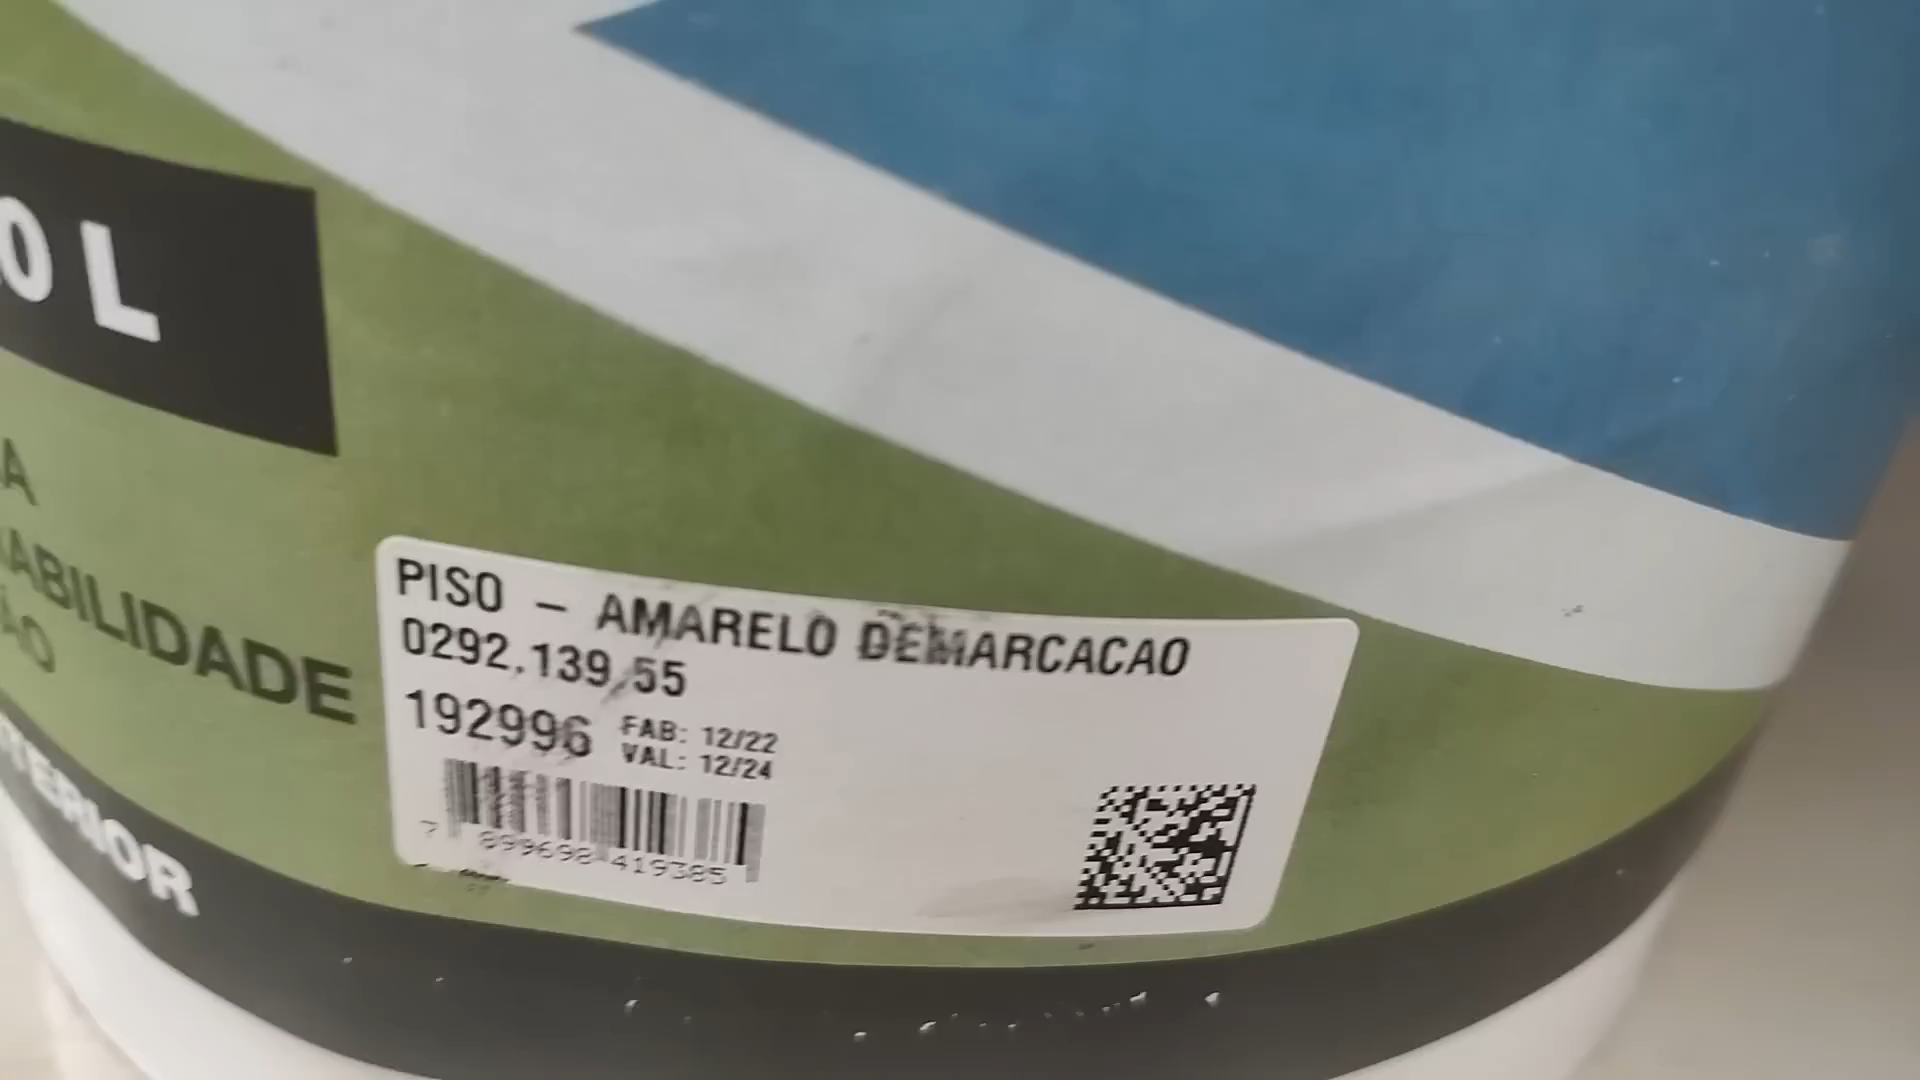 0 L
A
ABILIDADE
ÃO
TERIOR
PISO – AMARELO DEMARCACAO
0292.139.55
192996
FAB: 12/22
VAL: 12/24
7 899698 419385